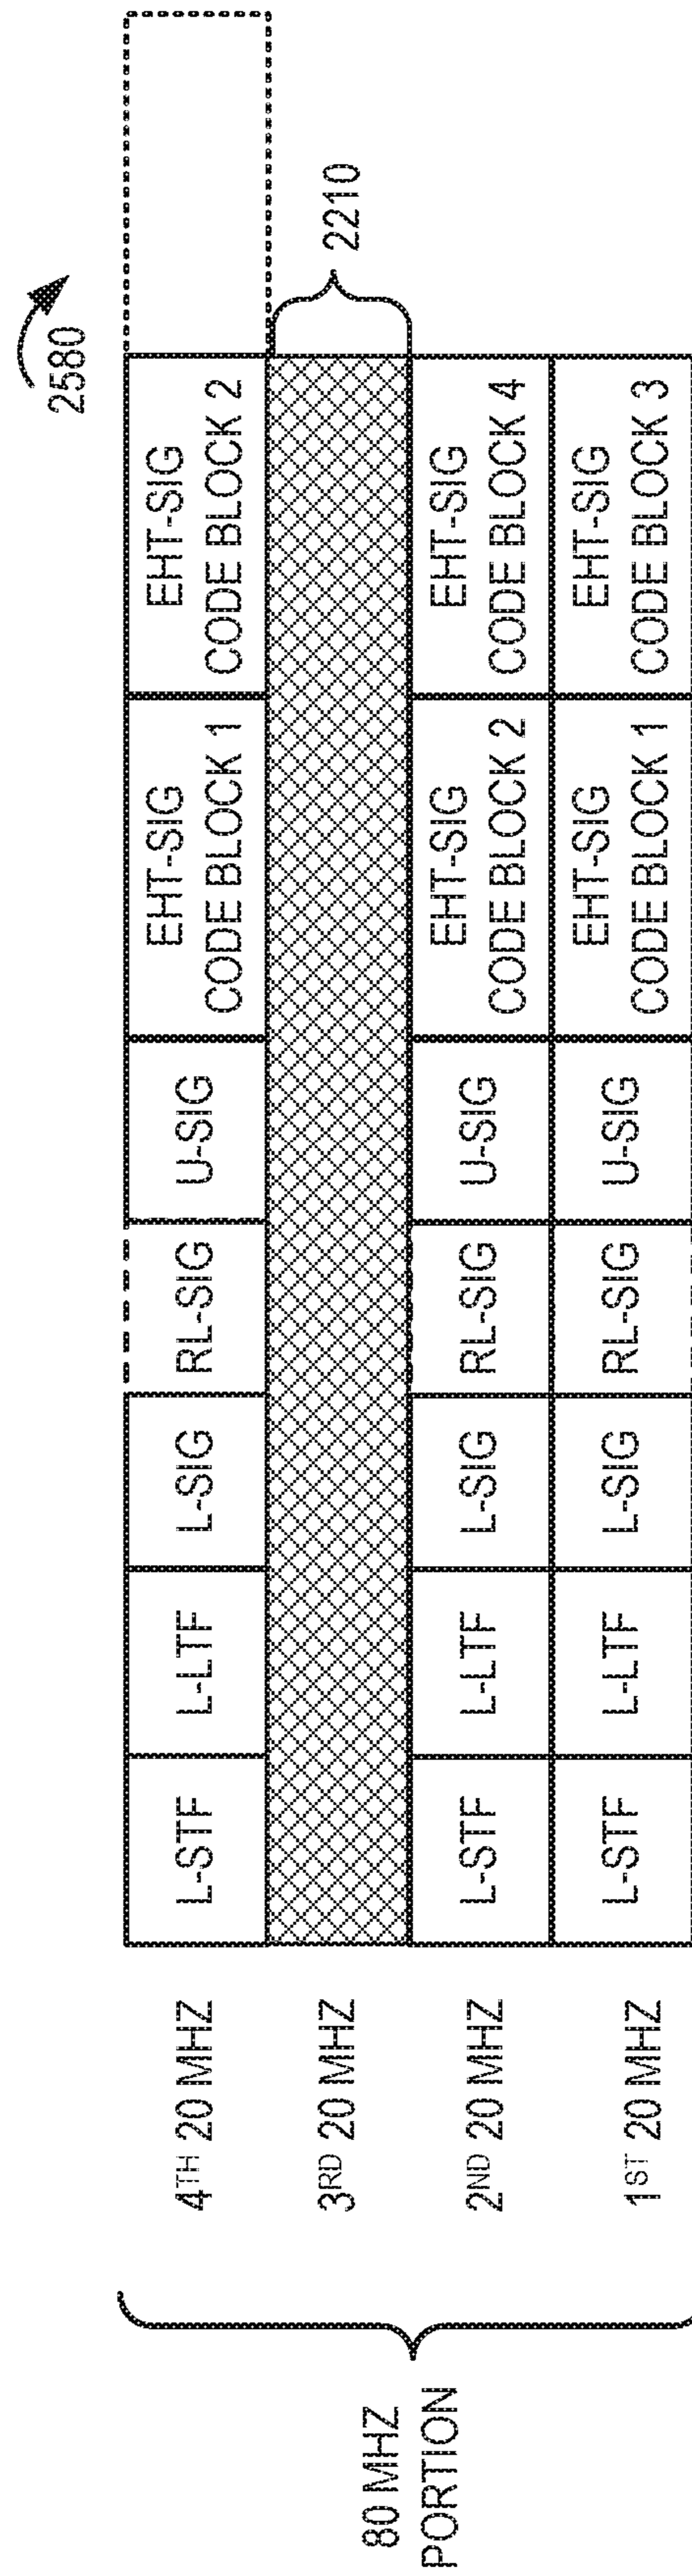 2580
2210
80 MHZ
PORTION
4TH 20 MHZ
L-STF
L-LTF
L-SIG
RL-SIG
U-SIG
EHT-SIG
CODE BLOCK 1
EHT-SIG
CODE BLOCK 2
3RD 20 MHZ
2ND 20 MHZ
L-STF
L-LTF
L-SIG
RL-SIG
U-SIG
EHT-SIG
CODE BLOCK 2
EHT-SIG
CODE BLOCK 4
1ST 20 MHZ
L-STF
L-LTF
L-SIG
RL-SIG
U-SIG
EHT-SIG
CODE BLOCK 1
EHT-SIG
CODE BLOCK 3